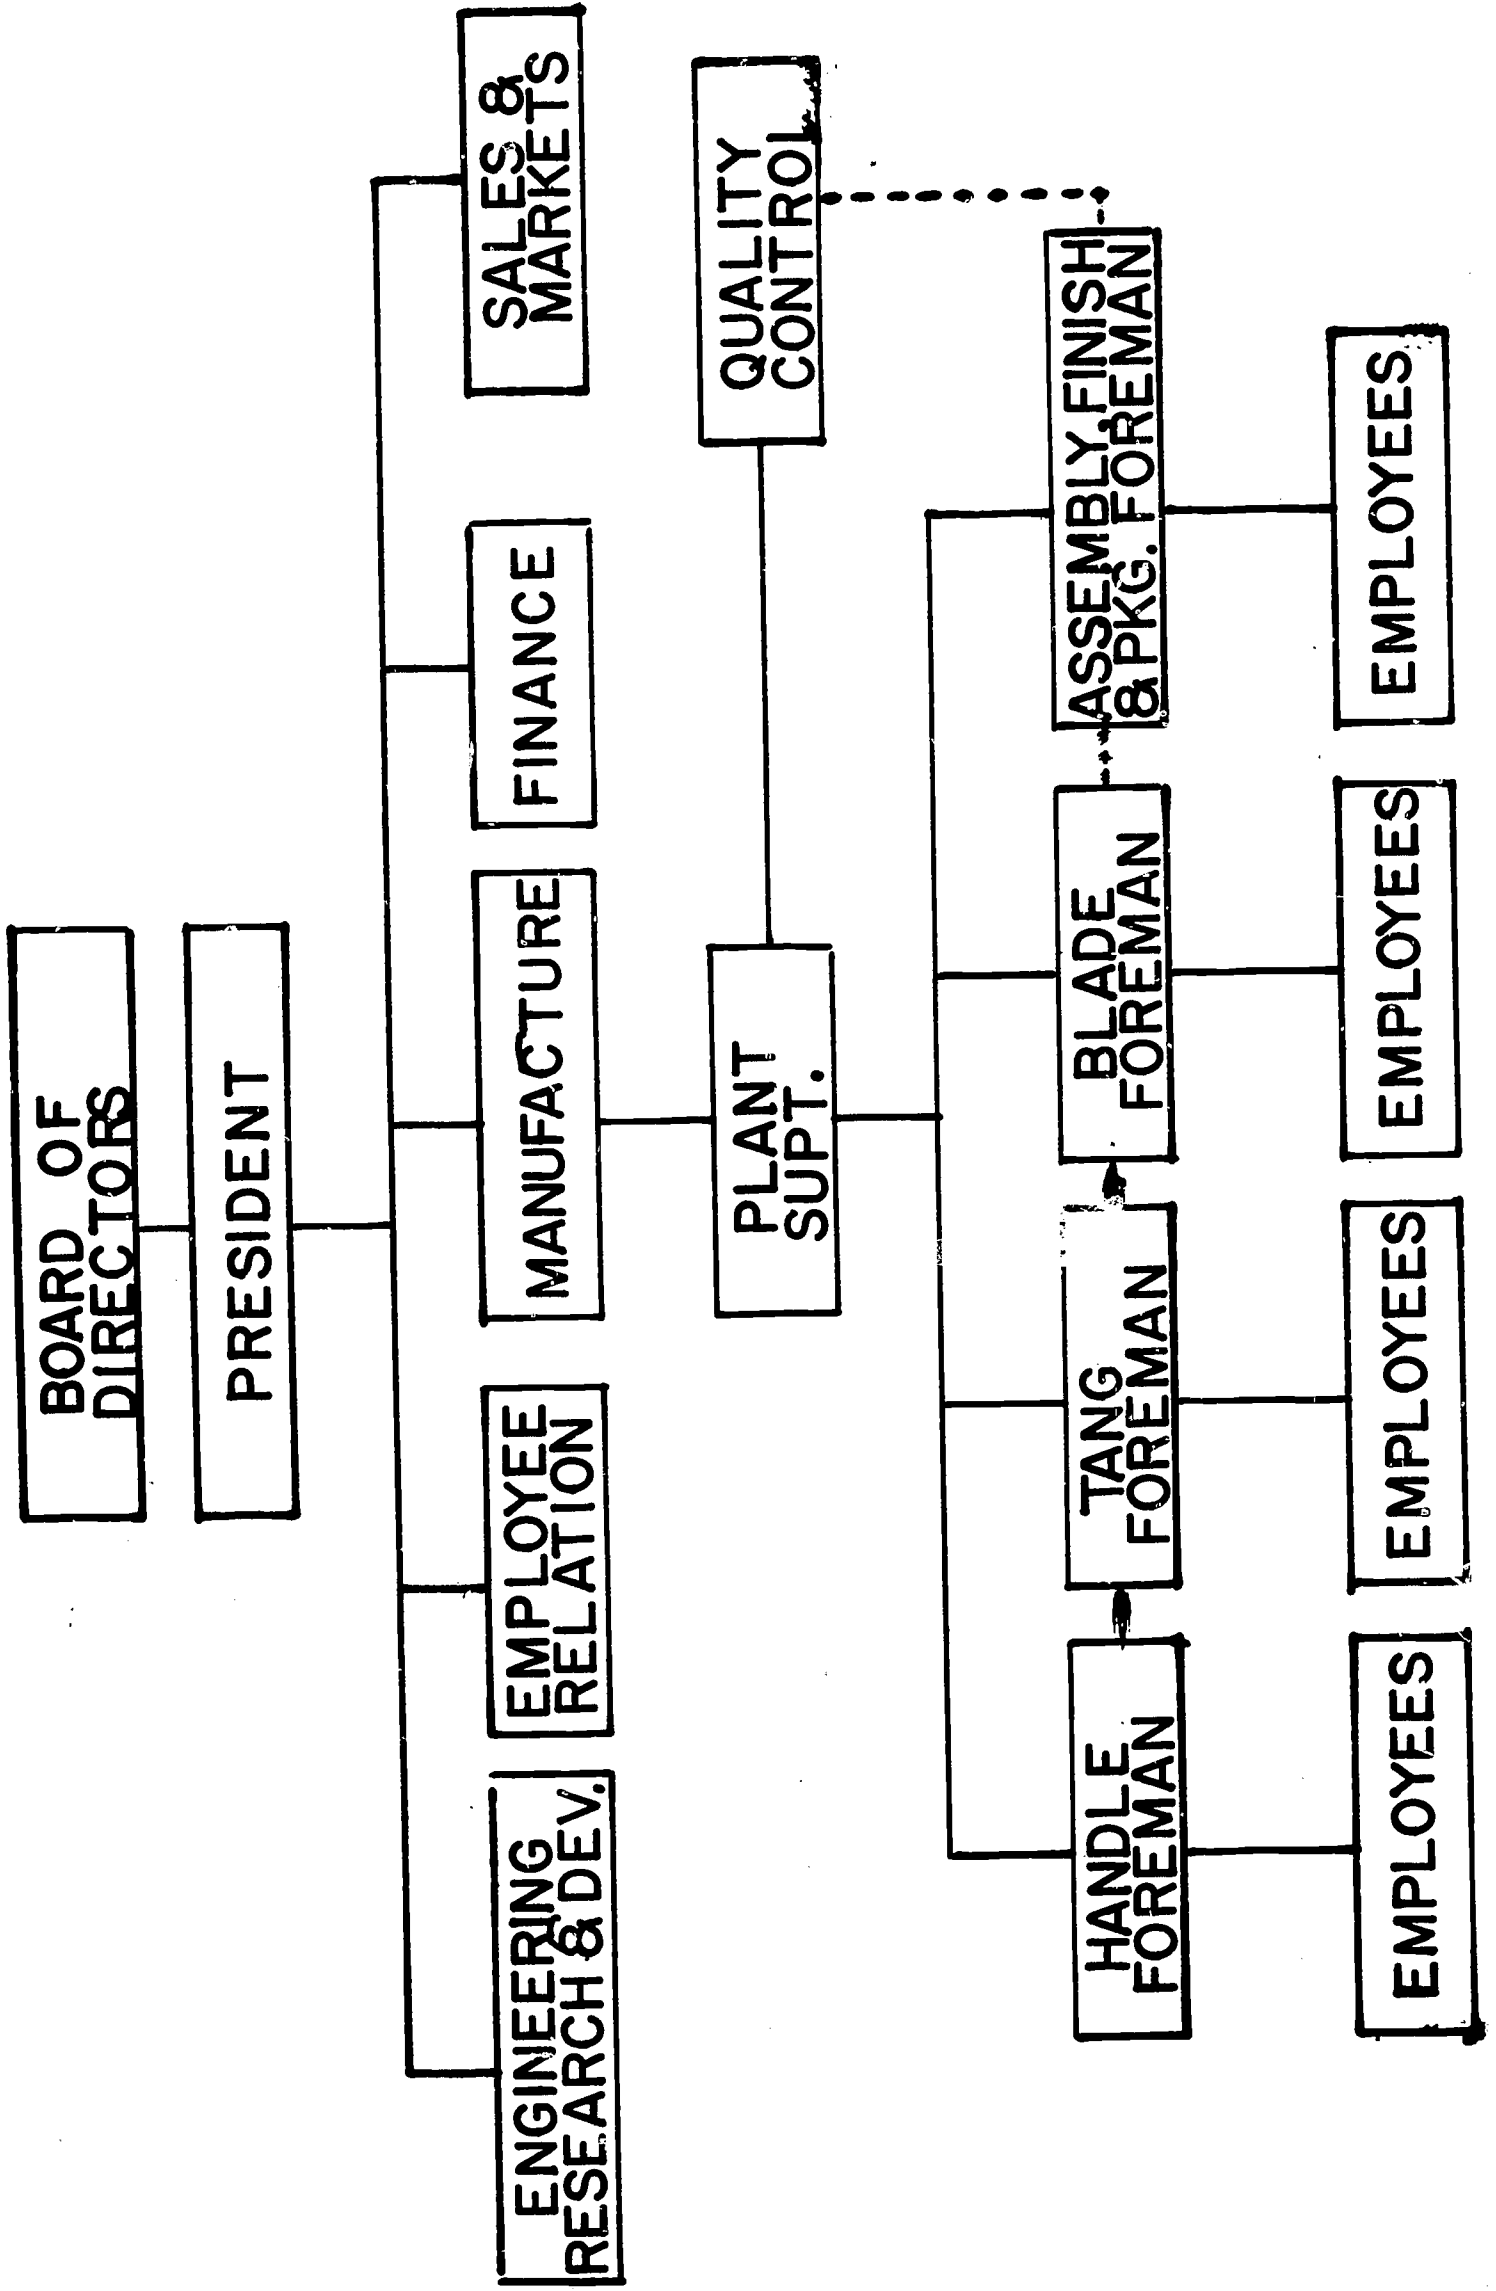 BOARD OF
DIRECTORS
PRESIDENT
ENGINEERING
RESEARCH & DEV.
EMPLOYEE
RELATION
MANUFACTURE
FINANCE
SALES &
MARKETS
PLANT
SUPT.
QUALITY
CONTROL
HANDLE
FOREMAN
TANG
FOREMAN
BLADE
FOREMAN
ASSEMBLY, FINISH
& PKG. FOREMAN
EMPLOYEES
EMPLOYEES
EMPLOYEES
EMPLOYEES